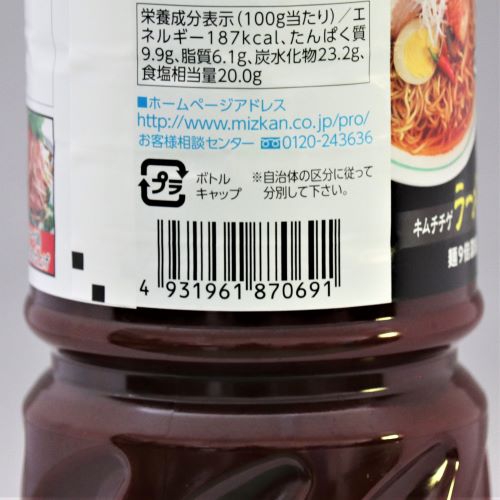 栄養成分表示(100g当たり)/エ
ネルギー187kcal、たんぱく質
9.9g、脂質6.1g、炭水化物23.2g、
食塩相当量20.0g
■ホームページアドレス
http://www.mizkan.co.jp/pro/
お客様相談センター 0120-243636
プラ
ボトル
キャップ
※自治体の区分に従って
分別して下さい。
4 931961 870691
キムチチゲ
麺9倍